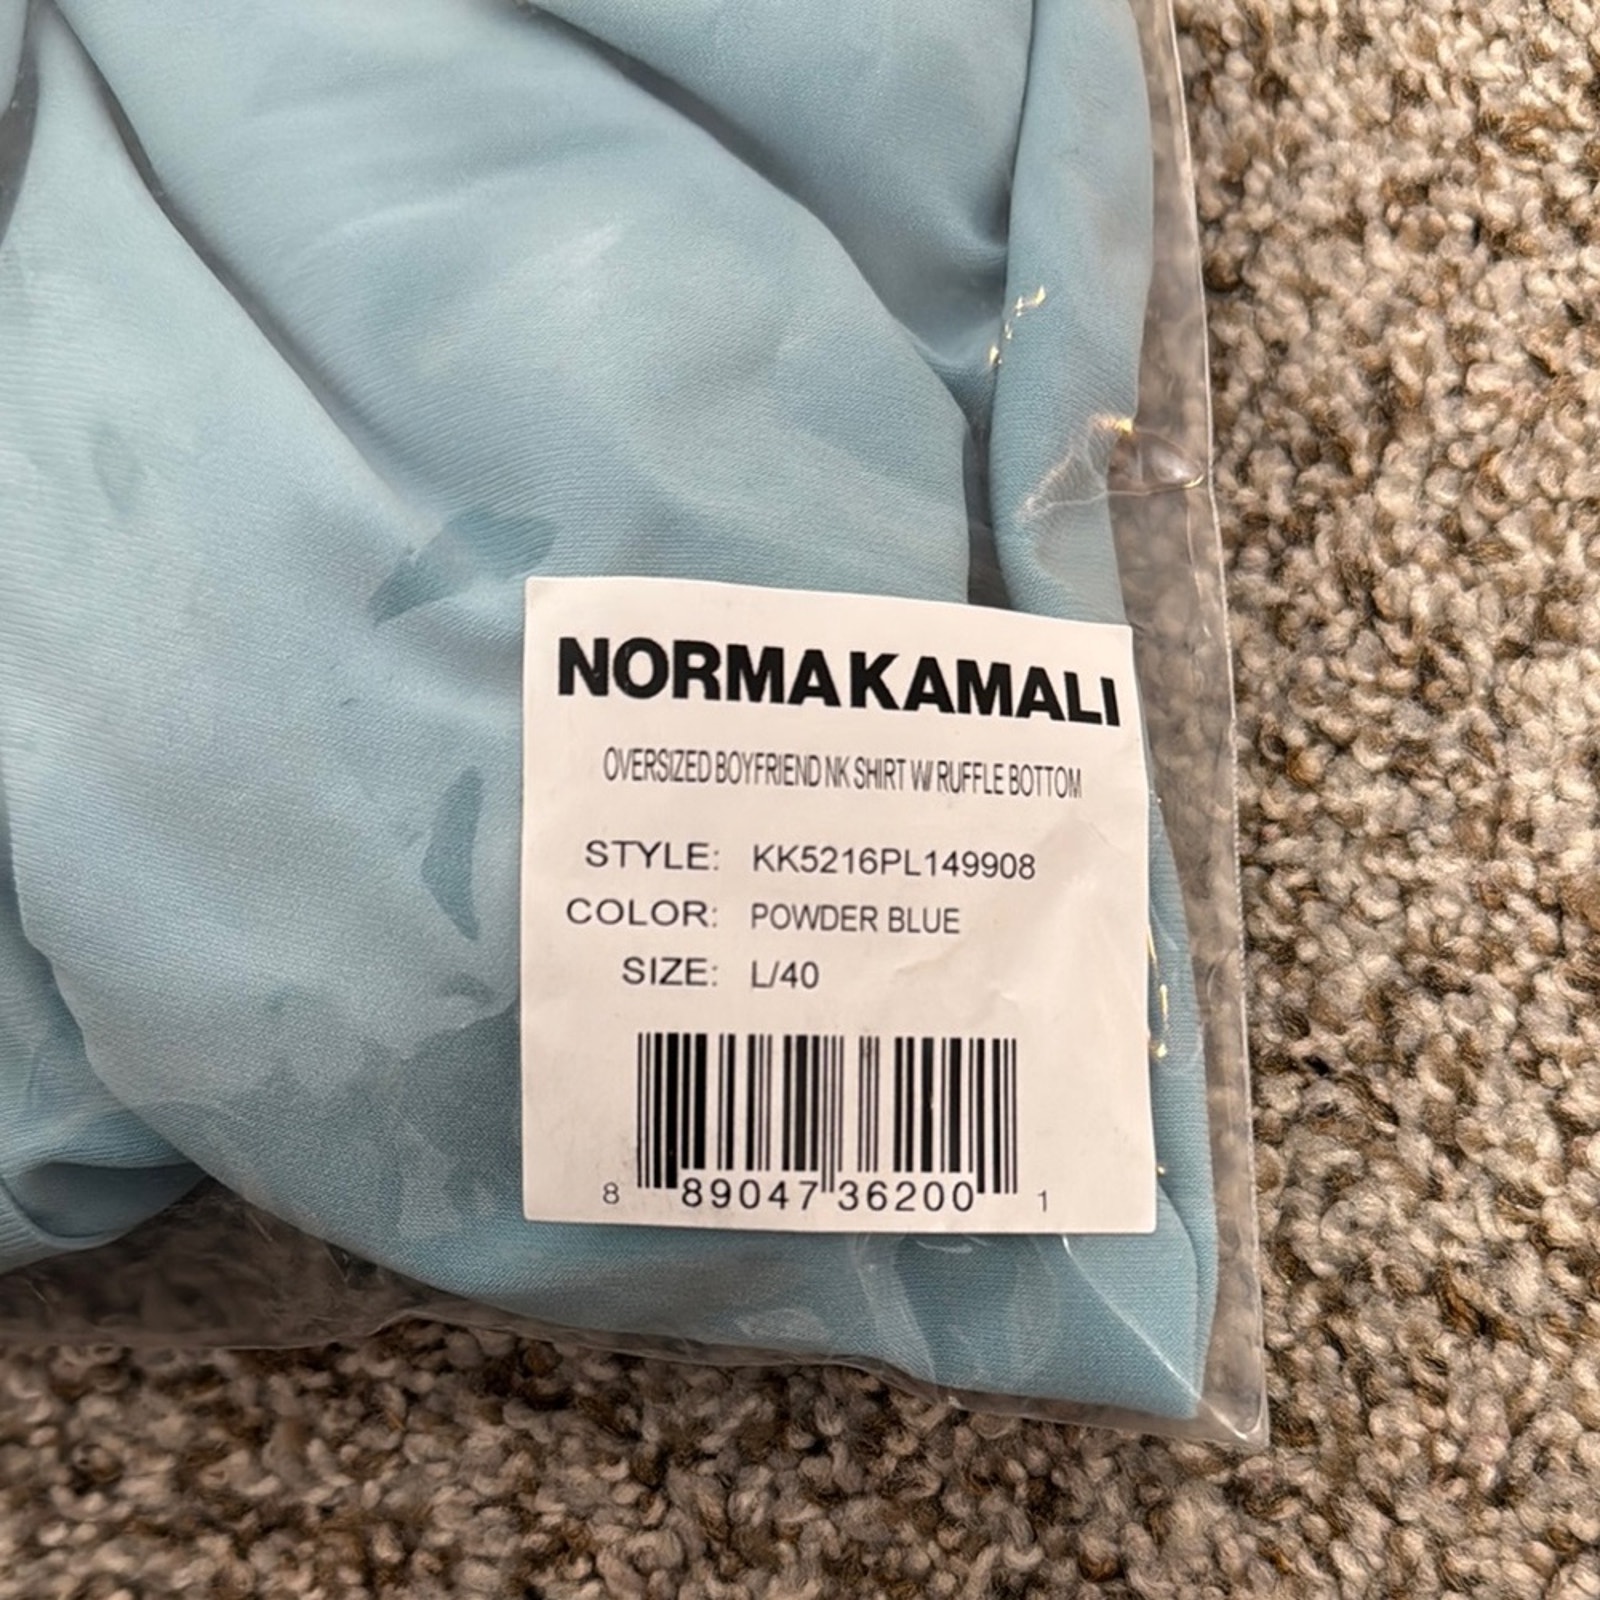 NORMA KAMALI
OVERSIZED BOYFRIEND NK SHIRT W/ RUFFLE BOTTOM
STYLE: KK5216PL149908
COLOR: POWDER BLUE
SIZE: L/40
8 89047 36200 1